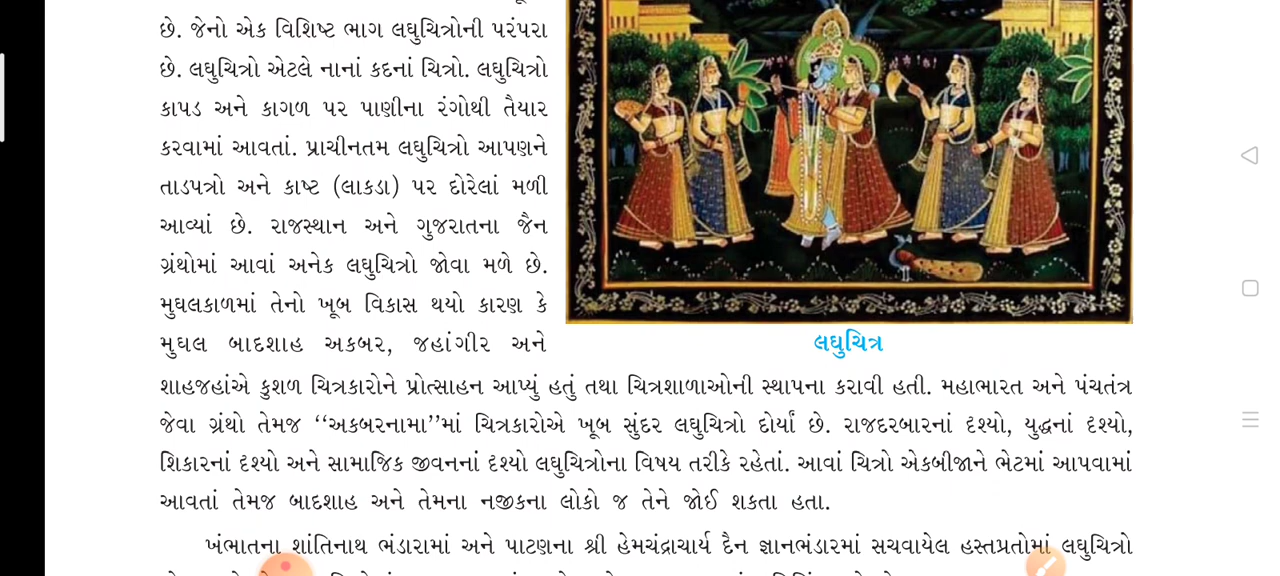 છે. જેનો એક વિશિષ્ટ ભાગ લઘુચિત્રોની પરંપરા
છે. લઘુચિત્રો એટલે નાનાં કદનાં ચિત્રો. લઘુચિત્રો
કાપડ અને કાગળ પર પાણીના રંગોથી તૈયાર
કરવામાં આવતાં. પ્રાચીનતમ લઘુચિત્રો આપણને
તાડપત્રો અને કાષ્ટ (લાકડા) પર દોરેલાં મળી
આવ્યાં છે. રાજસ્થાન અને ગુજરાતના જૈન
ગ્રંથોમાં આવાં અનેક લઘુચિત્રો જોવા મળે છે.
મુઘલકાળમાં તેનો ખૂબ વિકાસ થયો કારણ કે
મુઘલ બાદશાહ અકબર, જહાંગીર અને
લઘુચિત્ર
શાહજહાંએ કુશળ ચિત્રકારોને પ્રોત્સાહન આપ્યું હતું તથા ચિત્રશાળાઓની સ્થાપના કરાવી હતી. મહાભારત અને પંચતંત્ર
જેવા ગ્રંથો તેમજ ‘‘અકબરનામા’’માં ચિત્રકારોએ ખૂબ સુંદર લઘુચિત્રો દોર્યાં છે. રાજદરબારનાં દૃશ્યો, યુદ્ધનાં દૃશ્યો,
શિકારનાં દૃશ્યો અને સામાજિક જીવનનાં દૃશ્યો લઘુચિત્રોના વિષય તરીકે રહેતાં. આવાં ચિત્રો એકબીજાને ભેટમાં આપવામાં
આવતાં તેમજ બાદશાહ અને તેમના નજીકના લોકો જ તેને જોઈ શકતા હતા.
ખંભાતના શાંતિનાથ ભંડારામાં અને પાટણના શ્રી હેમચંદ્રાચાર્ય દૈન જ્ઞાનભંડારમાં સચવાયેલ હસ્તપ્રતોમાં લઘુચિત્રો